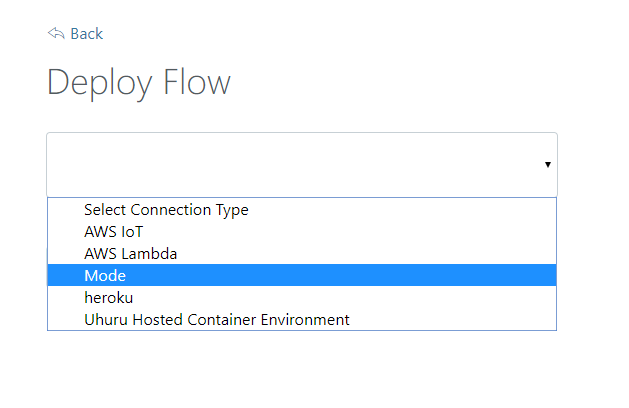 Back
Deploy Flow
Select Connection Type
AWS IoT
AWS Lambda
Mode
heroku
Uhuru Hosted Container Environment